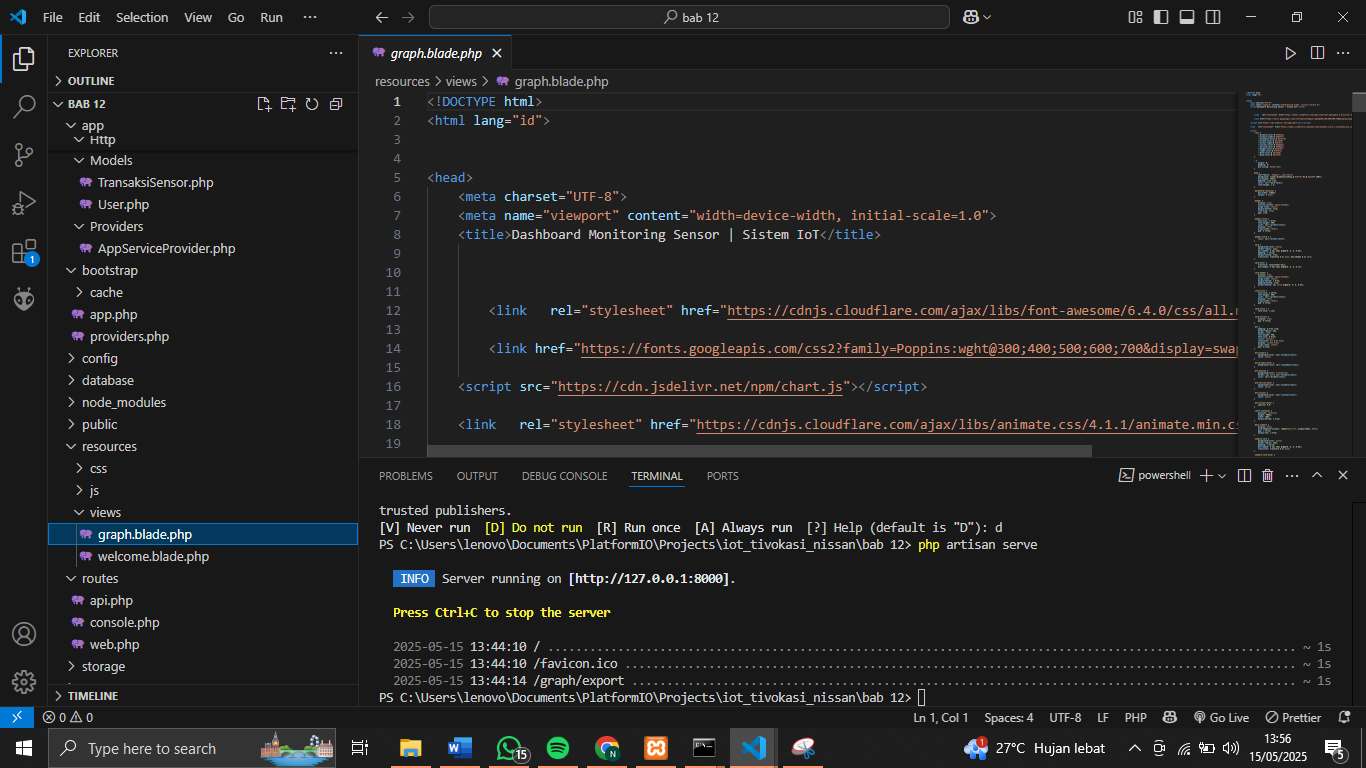 File Edit Selection View Go Run ··· bab 12
EXPLORER ···
OUTLINE
BAB 12
app
Http
Models
TransaksiSensor.php
User.php
Providers
AppServiceProvider.php
bootstrap
cache
app.php
providers.php
config
database
node_modules
public
resources
css
js
views
graph.blade.php
welcome.blade.php
routes
api.php
console.php
web.php
storage
TIMELINE
1
graph.blade.php
resources > views > graph.blade.php
1 <!DOCTYPE html>
2 <html lang="id">
3
4
5 <head>
6 <meta charset="UTF-8">
7 <meta name="viewport" content="width=device-width, initial-scale=1.0">
8 <title>Dashboard Monitoring Sensor | Sistem IoT</title>
9
10
11
12 <link rel="stylesheet" href="https://cdnjs.cloudflare.com/ajax/libs/font-awesome/6.4.0/css/all.
13
14 <link href="https://fonts.googleapis.com/css2?family=Poppins:wght@300;400;500;600;700&display=swap
15
16 <script src="https://cdn.jsdelivr.net/npm/chart.js"></script>
17
18 <link rel="stylesheet" href="https://cdnjs.cloudflare.com/ajax/libs/animate.css/4.1.1/animate.min.c
19
PROBLEMS OUTPUT DEBUG CONSOLE TERMINAL PORTS powershell
trusted publishers.
[V] Never run [D] Do not run [R] Run once [A] Always run [?] Help (default is "D"): d
PS C:\Users\lenovo\Documents\PlatformIO\Projects\iot_tivokasi_nissan\bab 12> php artisan serve
INFO Server running on [http://127.0.0.1:8000].
Press Ctrl+C to stop the server
2025-05-15 13:44:10 / ........ ~ 1s
2025-05-15 13:44:10 /favicon.ico ........ ~ 1s
2025-05-15 13:44:14 /graph/export ........ ~ 1s
PS C:\Users\lenovo\Documents\PlatformIO\Projects\iot_tivokasi_nissan\bab 12>
0 0 Ln 1, Col 1 Spaces: 4 UTF-8 LF PHP Go Live Prettier
Type here to search 15 1 27°C Hujan lebat 13:56
15/05/2025 5